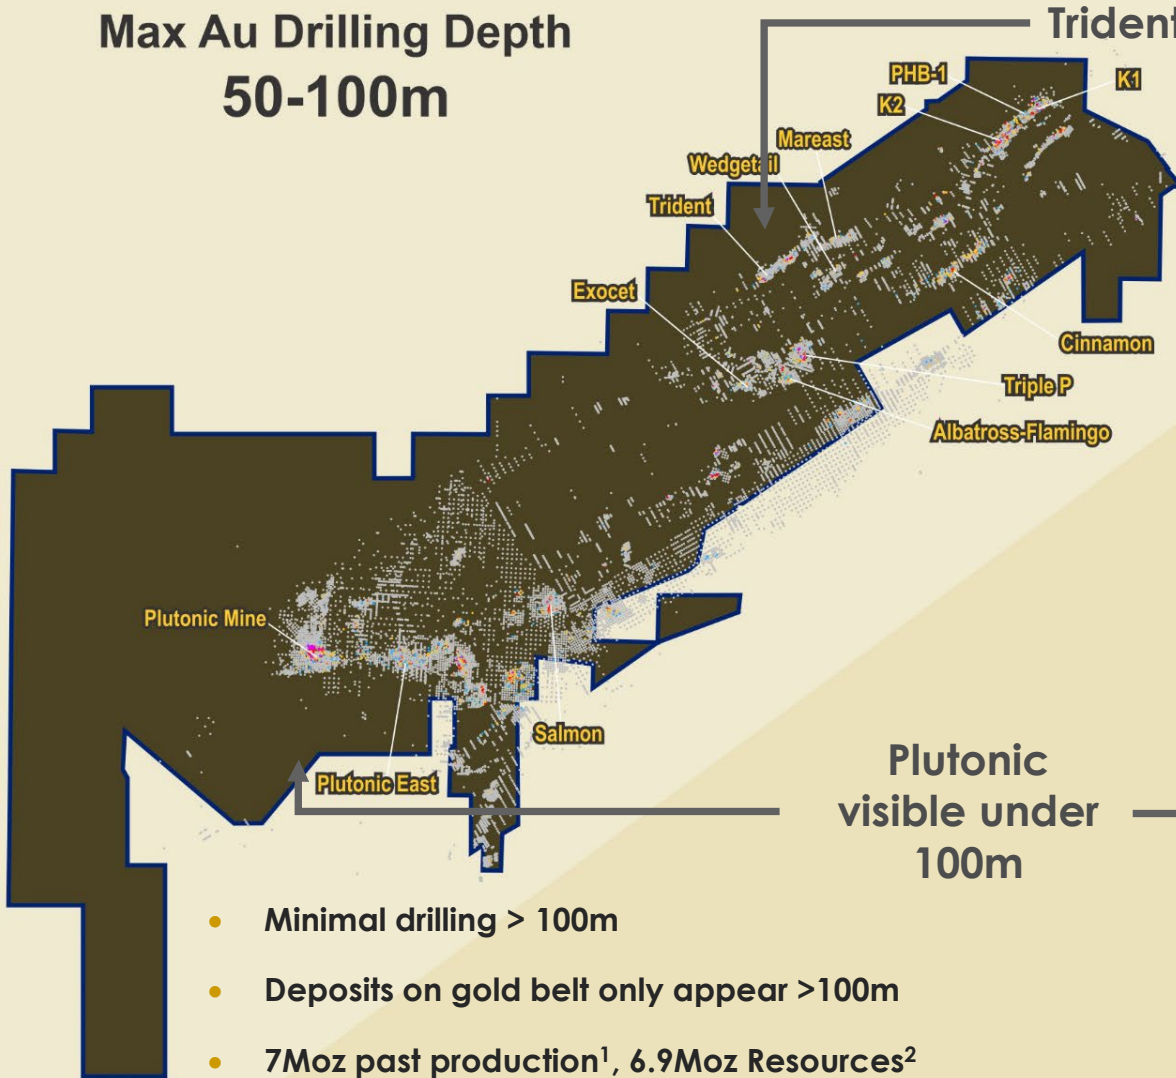 Max Au Drilling Depth
50-100m
Trident
PHB-1
K1
K2
Mareast
Wedgetail
Trident
Exocet
Cinnamon
Triple P
Albatross-Flamingo
Plutonic Mine
Salmon
Plutonic East
Plutonic
visible under
100m
• Minimal drilling > 100m
• Deposits on gold belt only appear >100m
• 7Moz past production¹, 6.9Moz Resources²